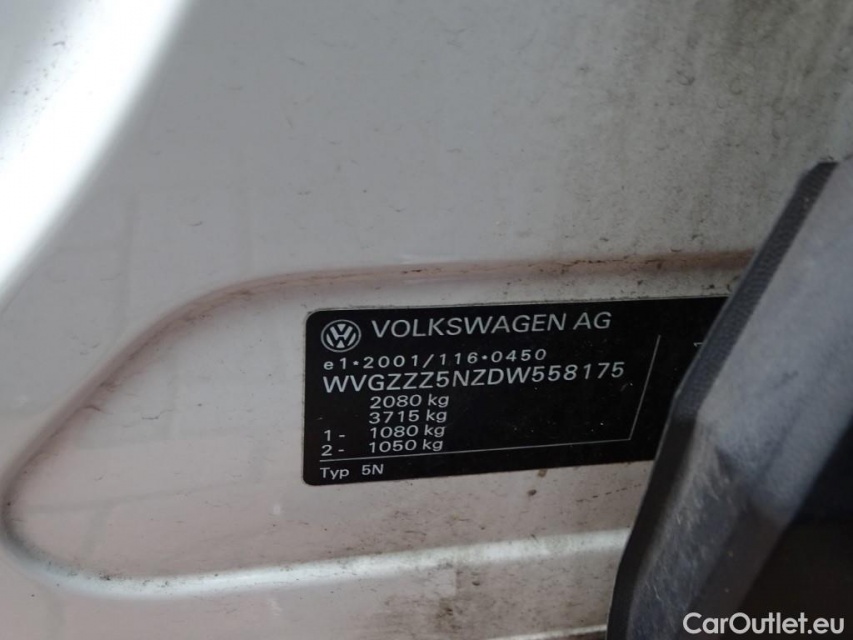 VOLKSWAGEN AG
e1*2001/116*0450
WVGZZZ5NZDW558175
2080 kg
3715 kg
1- 1080 kg
2- 1050 kg
Typ 5N
CarOutlet.eu